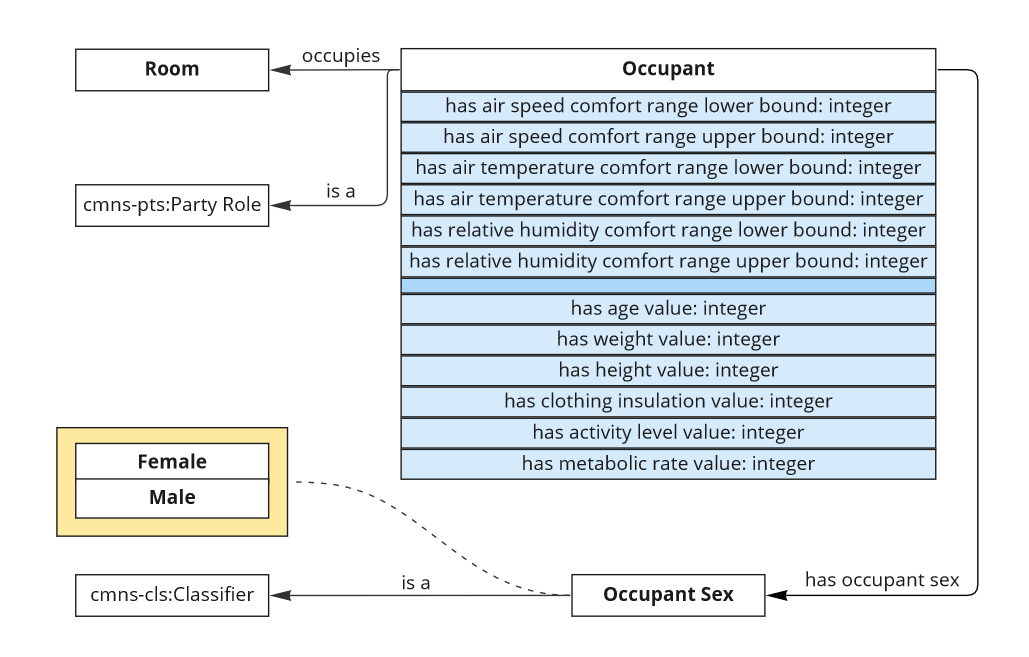 Room
occupies
Occupant
has air speed comfort range lower bound: integer
has air speed comfort range upper bound: integer
has air temperature comfort range lower bound: integer
has air temperature comfort range upper bound: integer
has relative humidity comfort range lower bound: integer
has relative humidity comfort range upper bound: integer
has age value: integer
has weight value: integer
has height value: integer
has clothing insulation value: integer
has activity level value: integer
has metabolic rate value: integer
is a
cmns-pts:Party Role
Female
Male
cmns-cls:Classifier
is a
Occupant Sex
has occupant sex